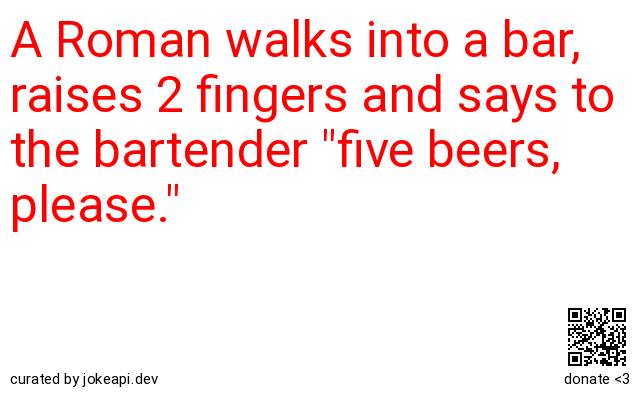 A Roman walks into a bar,
raises 2 fingers and says to
the bartender "five beers,
please."
curated by jokeapi.dev
donate <3